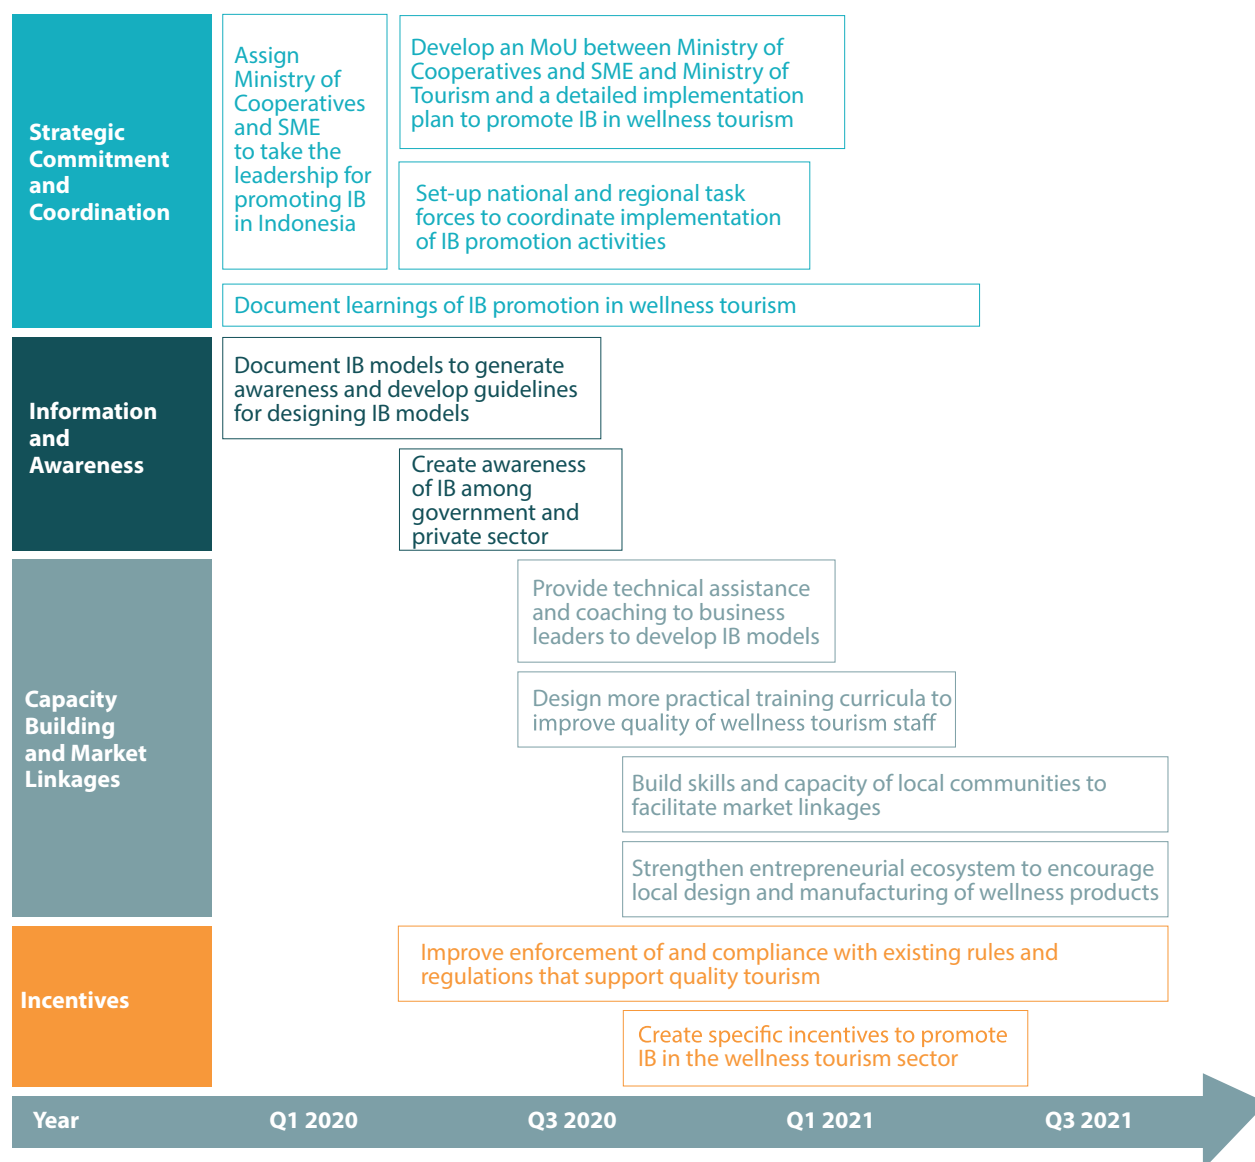 Strategic
Commitment
and
Coordination
Assign
Ministry of
Cooperatives
and SME
to take the
leadership for
promoting IB
in Indonesia
Develop an MoU between Ministry of
Cooperatives and SME and Ministry of
Tourism and a detailed implementation
plan to promote IB in wellness tourism
Set-up national and regional task
forces to coordinate implementation
of IB promotion activities
Document learnings of IB promotion in wellness tourism
Information
and
Awareness
Document IB models to generate
awareness and develop guidelines
for designing IB models
Create awareness
of IB among
government and
private sector
Capacity
Building
and Market
Linkages
Provide technical assistance
and coaching to business
leaders to develop IB models
Design more practical training curricula to
improve quality of wellness tourism staff
Build skills and capacity of local communities to
facilitate market linkages
Strengthen entrepreneurial ecosystem to encourage
local design and manufacturing of wellness products
Incentives
Improve enforcement of and compliance with existing rules and
regulations that support quality tourism
Create specific incentives to promote
IB in the wellness tourism sector
Year Q1 2020 Q3 2020 Q1 2021 Q3 2021